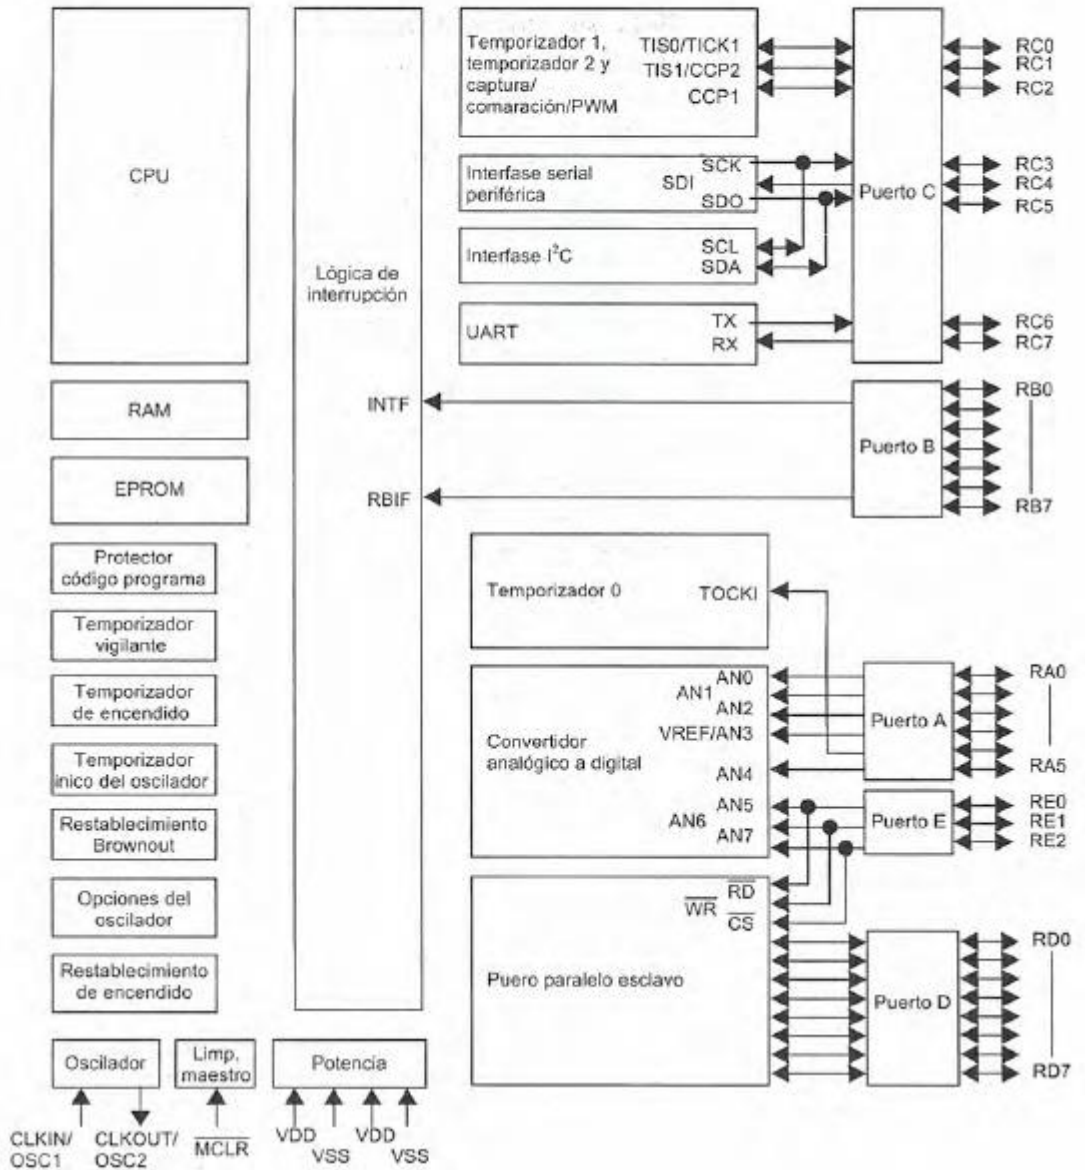 CPU
RAM
EPROM
Protector
código programa
Temporizador
vigilante
Temporizador
de encendido
Temporizador
inico del oscilador
Restablecimiento
Brownout
Opciones del
oscilador
Restablecimiento
de encendido
Oscilador
Limp.
maestro
Potencia
CLKIN/
OSC1
CLKOUT/
OSC2
MCLR
VDD
VSS
VDD
VSS
Lógica de
interrupción
INTF
RBIF
Temporizador 1,
temporizador 2 y
captura/
comaración/PWM
TIS0/TICK1
TIS1/CCP2
CCP1
Interfase serial
periférica
SCK
SDI
SDO
Interfase I²C
SCL
SDA
UART
TX
RX
Puerto C
RC0
RC1
RC2
RC3
RC4
RC5
RC6
RC7
Puerto B
RB0
RB7
Temporizador 0
TOCKI
Convertidor
analógico a digital
AN0
AN1
AN2
VREF/AN3
AN4
AN5
AN6
AN7
Puerto A
RA0
RA5
Puerto E
RE0
RE1
RE2
Puero paralelo esclavo
RD
WR
CS
Puerto D
RD0
RD7